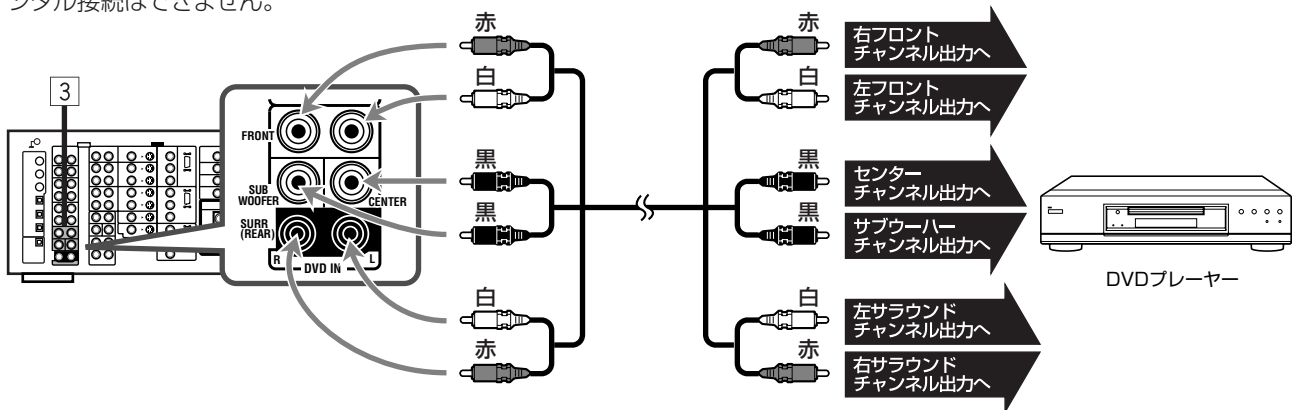 ンタル接続はできません。
3
FRONT
SUB
WOOFER
CENTER
SURR
(REAR)
R
DVD IN
L
赤
白
黒
黒
白
赤
赤
白
黒
黒
白
赤
右フロント
チャンネル出力へ
左フロント
チャンネル出力へ
センター
チャンネル出力へ
サブウーハー
チャンネル出力へ
左サラウンド
チャンネル出力へ
右サラウンド
チャンネル出力へ
DVDプレーヤー